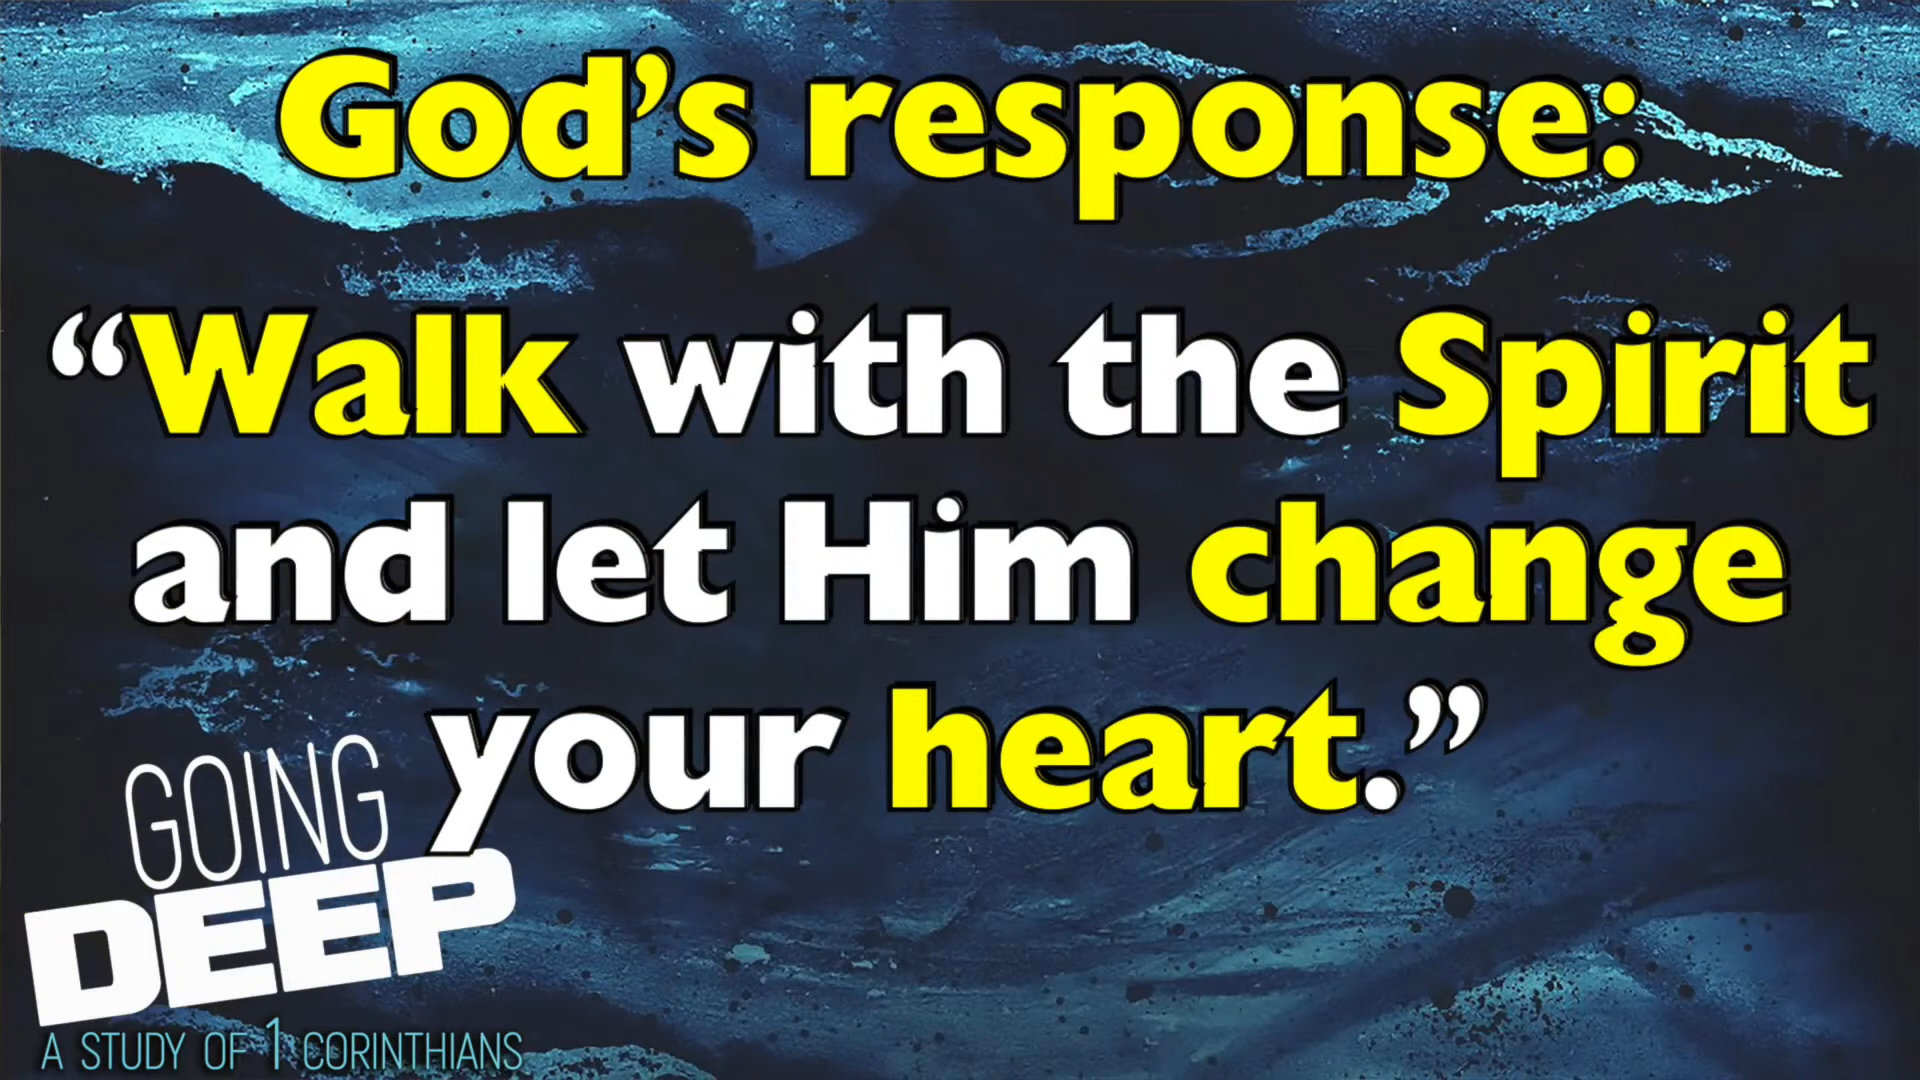 God’s response:
“Walk with the Spirit
and let Him change
your heart.”
GOING
DEEP
A STUDY OF 1 CORINTHIANS